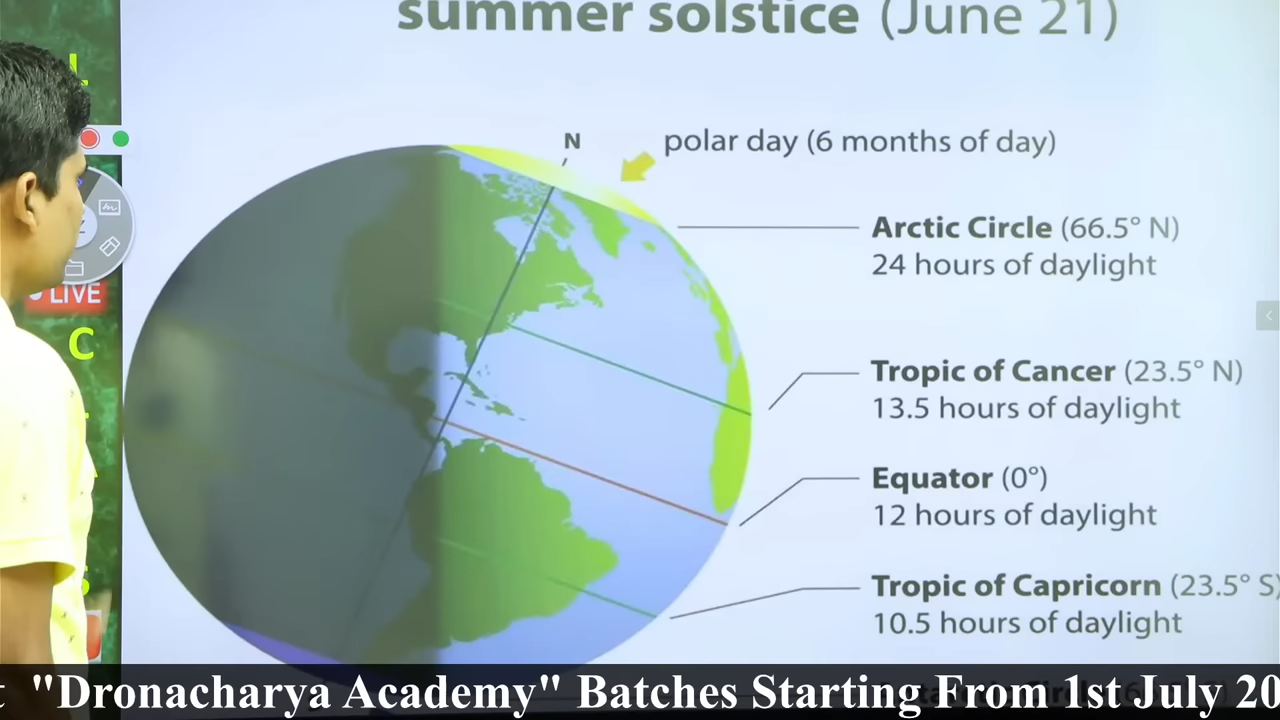 summer solstice (June 21)
N
polar day (6 months of day)
Arctic Circle (66.5° N)
24 hours of daylight
LIVE
C
Tropic of Cancer (23.5° N)
13.5 hours of daylight
Equator (0°)
12 hours of daylight
Tropic of Capricorn (23.5° S)
10.5 hours of daylight
"Dronacharya Academy" Batches Starting From 1st July 20